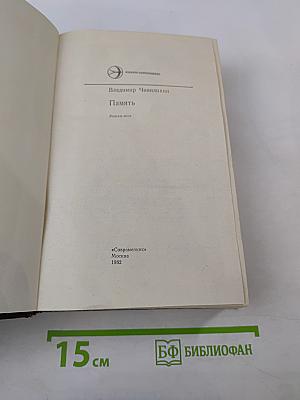 Владимир Чивилихин
Память
Роман-эссе
«Современник»
Москва
1982
15 см
БФ БИБЛИОФАН